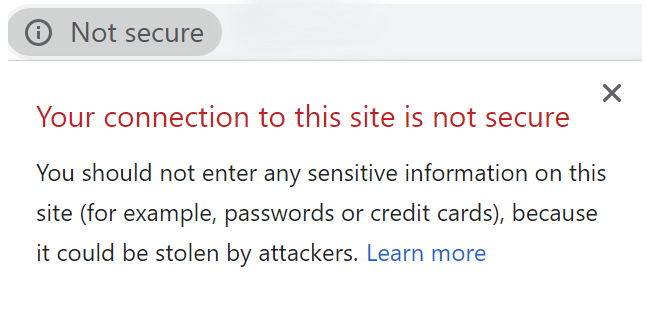 Not secure
Your connection to this site is not secure
You should not enter any sensitive information on this
site (for example, passwords or credit cards), because
it could be stolen by attackers. Learn more